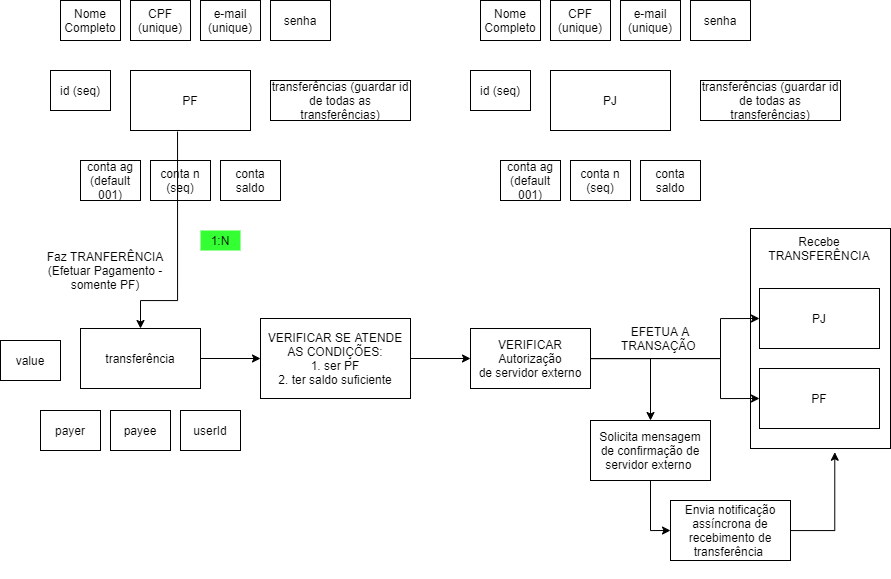 Nome
Completo
CPF
(unique)
e-mail
(unique)
senha
Nome
Completo
CPF
(unique)
e-mail
(unique)
senha
id (seq)
PF
transferências (guardar id
de todas as
transferências)
id (seq)
PJ
transferências (guardar id
de todas as
transferências)
conta ag
(default
001)
conta n
(seq)
conta
saldo
conta ag
(default
001)
conta n
(seq)
conta
saldo
1:N
Faz TRANFERÊNCIA
(Efetuar Pagamento -
somente PF)
Recebe
TRANSFERÊNCIA
PJ
PF
value
transferência
VERIFICAR SE ATENDE
AS CONDIÇÕES:
1. ser PF
2. ter saldo suficiente
VERIFICAR
Autorização
de servidor externo
EFETUA A
TRANSAÇÃO
payer
payee
userId
Solicita mensagem
de confirmação de
servidor externo
Envia notificação
assíncrona de
recebimento de
transferência